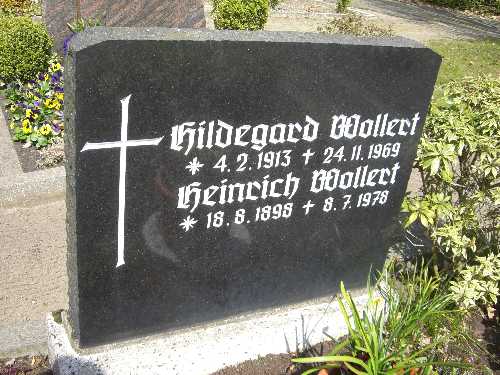 Hildegard Wollert
* 4.2.1913 + 24.11.1969
Heinrich Wollert
* 18.8.1898 + 8.7.1978